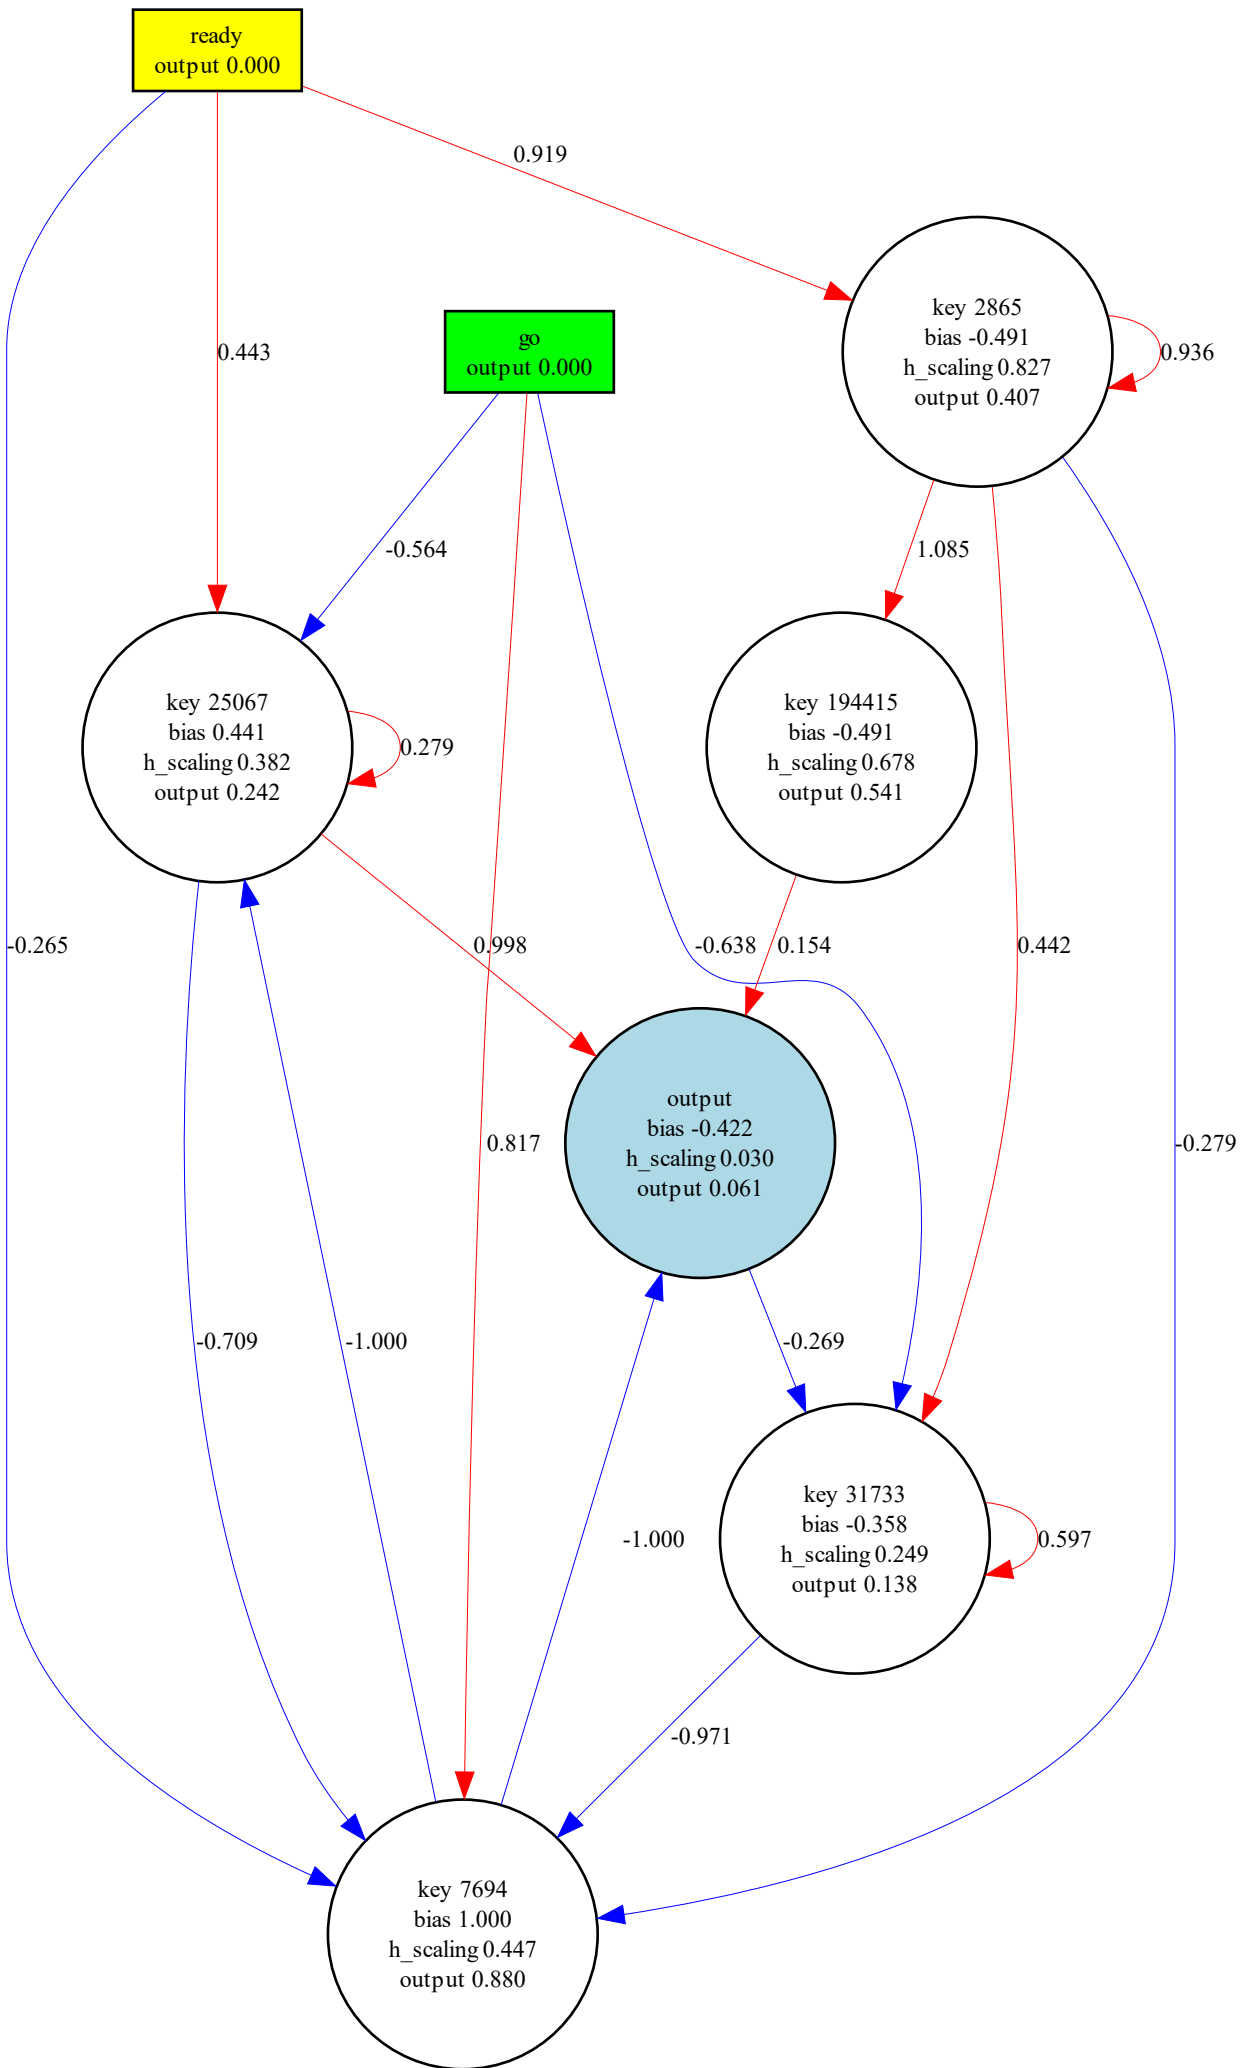 ready
output 0.000
0.919
key 2865
bias -0.491
h_scaling 0.827
output 0.407
0.936
go
output 0.000
0.443
-0.564
1.085
key 25067
bias 0.441
h_scaling 0.382
output 0.242
0.279
key 194415
bias -0.491
h_scaling 0.678
output 0.541
-0.265
0.998
-0.638
0.154
0.442
output
bias -0.422
h_scaling 0.030
output 0.061
0.817
-0.279
-0.709
-1.000
-0.269
key 31733
bias -0.358
h_scaling 0.249
output 0.138
-1.000
0.597
-0.971
key 7694
bias 1.000
h_scaling 0.447
output 0.880